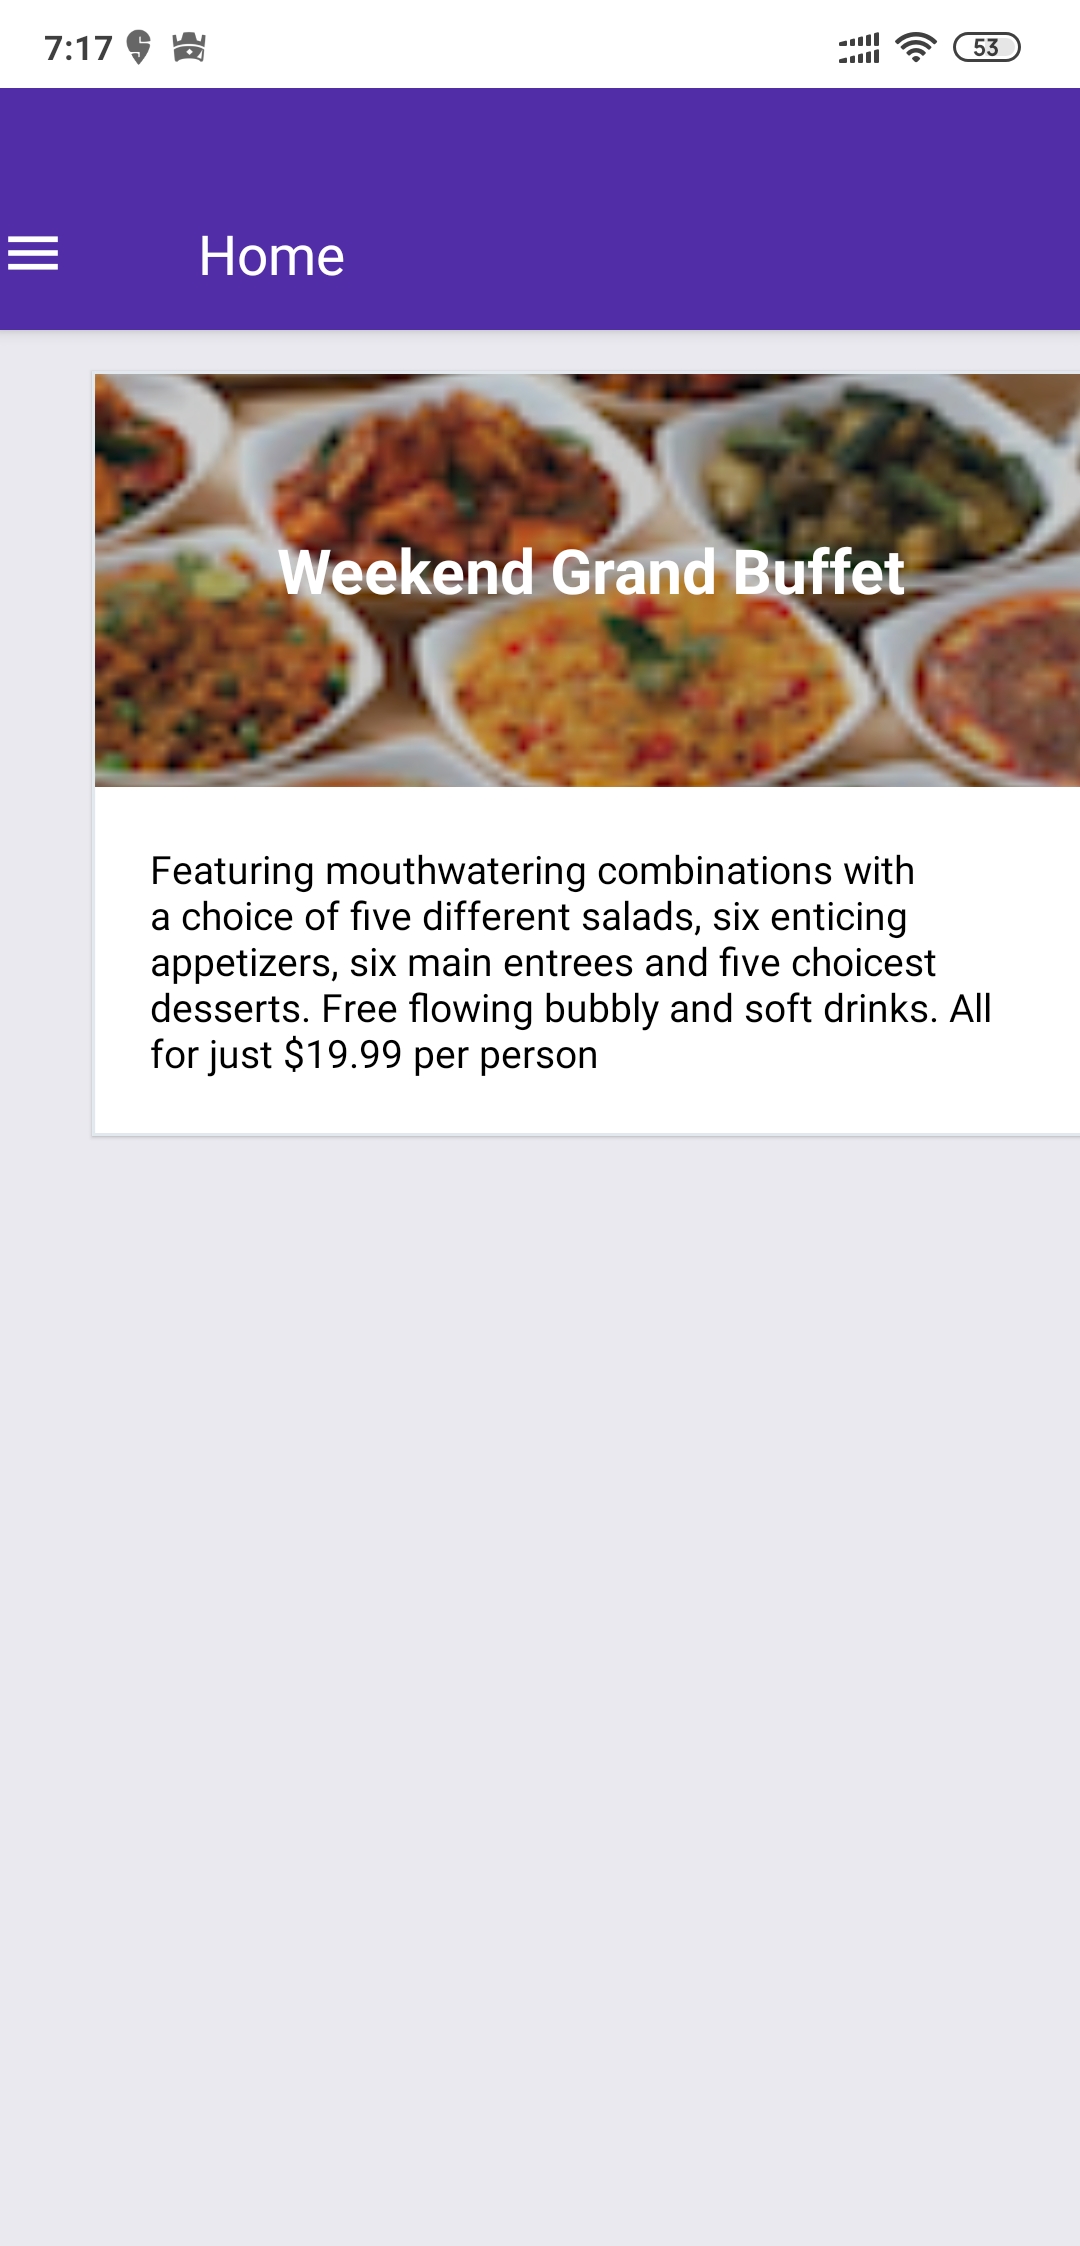 7:17
53
Home
Weekend Grand Buffet
Featuring mouthwatering combinations with
a choice of five different salads, six enticing
appetizers, six main entrees and five choicest
desserts. Free flowing bubbly and soft drinks. All
for just $19.99 per person